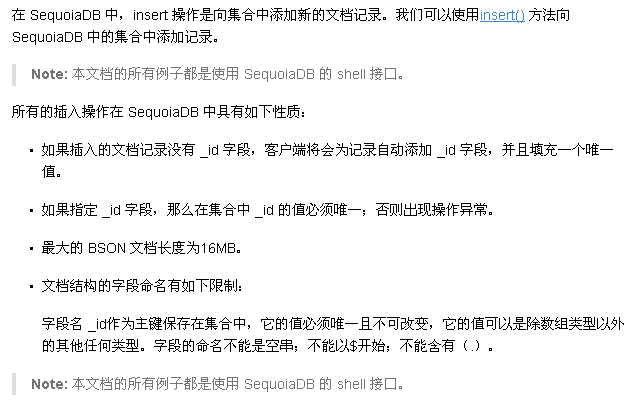 在 SequoiaDB 中，insert 操作是向集合中添加新的文档记录。我们可以使用insert() 方法向
SequoiaDB 中的集合中添加记录。
Note: 本文档的所有例子都是使用 SequoiaDB 的 shell 接口。
所有的插入操作在 SequoiaDB 中具有如下性质：
• 如果插入的文档记录没有 _id 字段，客户端将会为记录自动添加 _id 字段，并且填充一个唯一
值。
• 如果指定 _id 字段，那么在集合中 _id 的值必须唯一；否则出现操作异常。
• 最大的 BSON 文档长度为16MB。
• 文档结构的字段命名有如下限制：
字段名 _id作为主键保存在集合中，它的值必须唯一且不可改变，它的值可以是除数组类型以外
的其他任何类型。字段的命名不能是空串；不能以$开始；不能含有（.）。
Note: 本文档的所有例子都是使用 SequoiaDB 的 shell 接口。